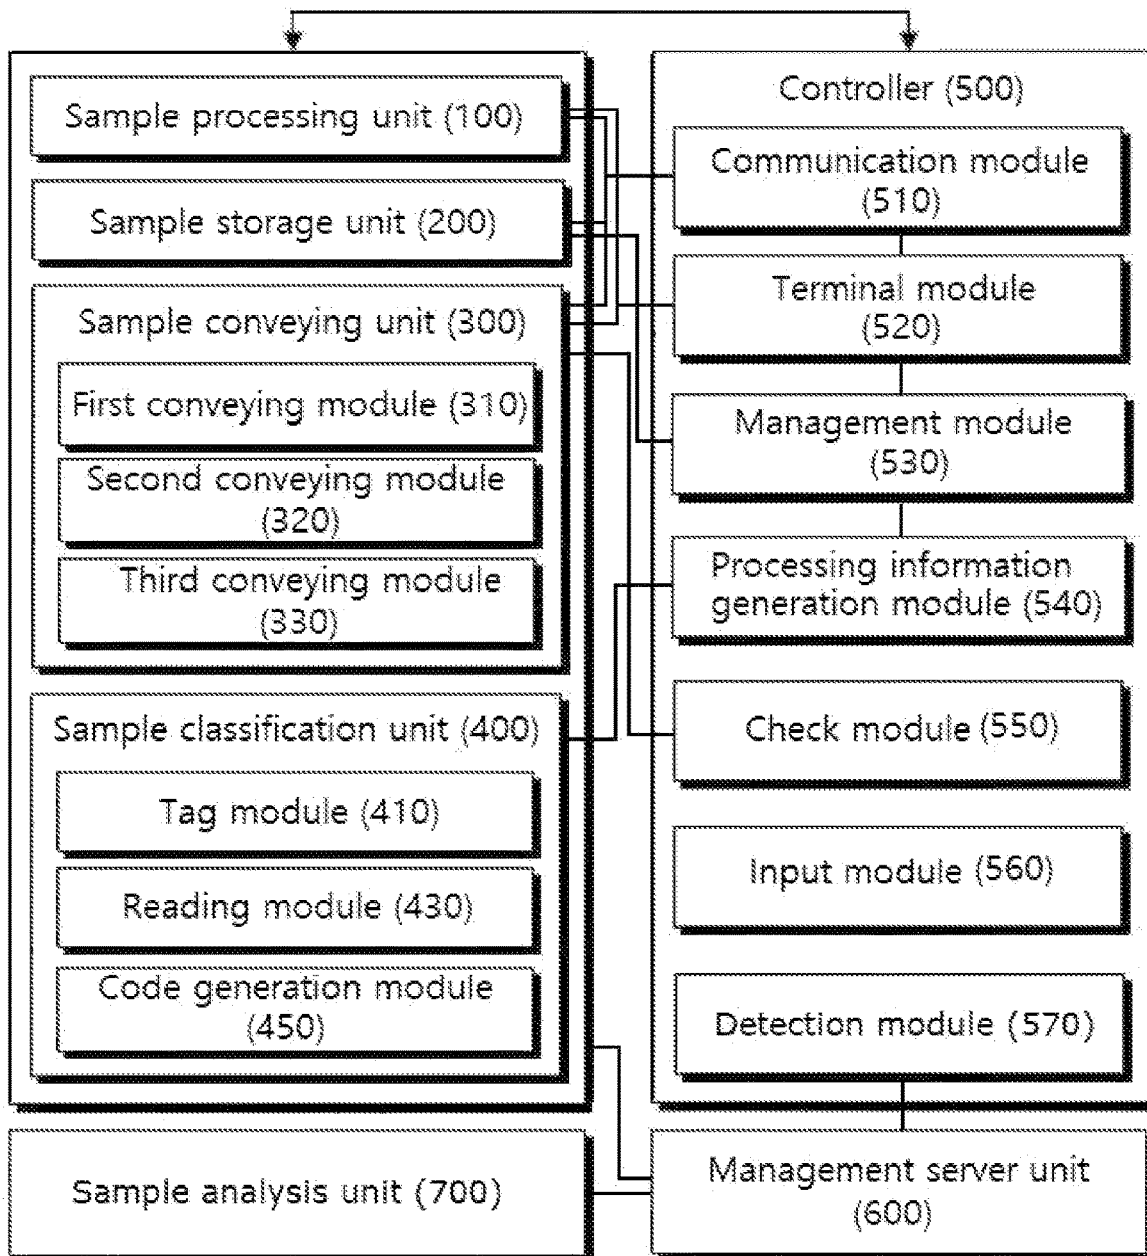 Sample processing unit (100)
Sample storage unit (200)
Sample conveying unit (300)
First conveying module (310)
Second conveying module
(320)
Third conveying module
(330)
Sample classification unit (400)
Tag module (410)
Reading module (430)
Code generation module
(450)
Sample analysis unit (700)
Controller (500)
Communication module
(510)
Terminal module
(520)
Management module
(530)
Processing information
generation module (540)
Check module (550)
Input module (560)
Detection module (570)
Management server unit
(600)